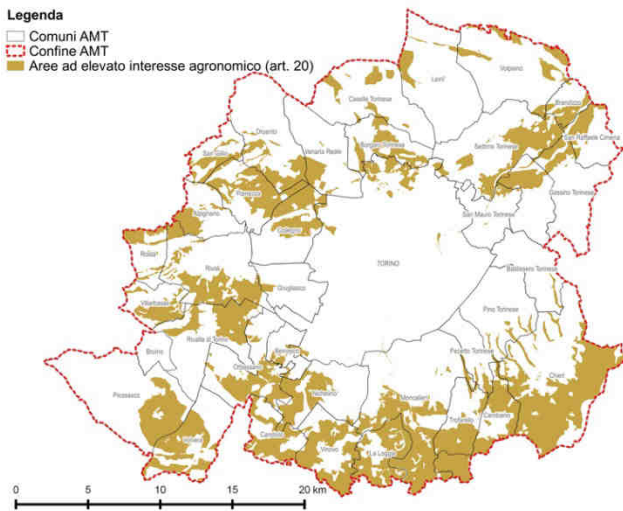 Legenda
Comuni AMT
Confine AMT
Aree ad elevato interesse agronomico (art. 20)
Leinì
Volpiano
Caselle Torinese
Brandizzo
San Raffaele Cimena
Druento
Venaria Reale
Borgaro Torinese
Settimo Torinese
San Gillio
Pianezza
Gassino Torinese
Alpignano
San Mauro Torinese
Collegno
Rosta
TORINO
Baldissero Torinese
Rivoli
Grugliasco
Villarbasse
Pino Torinese
Rivalta di Torino
Bruino
Beinasco
Pecetto Torinese
Orbassano
Chieri
Piossasco
Nichelino
Moncalieri
Cambiano
Trofarello
Candiolo
Volvera
Vinovo
La Loggia
0 5 10 15 20 km